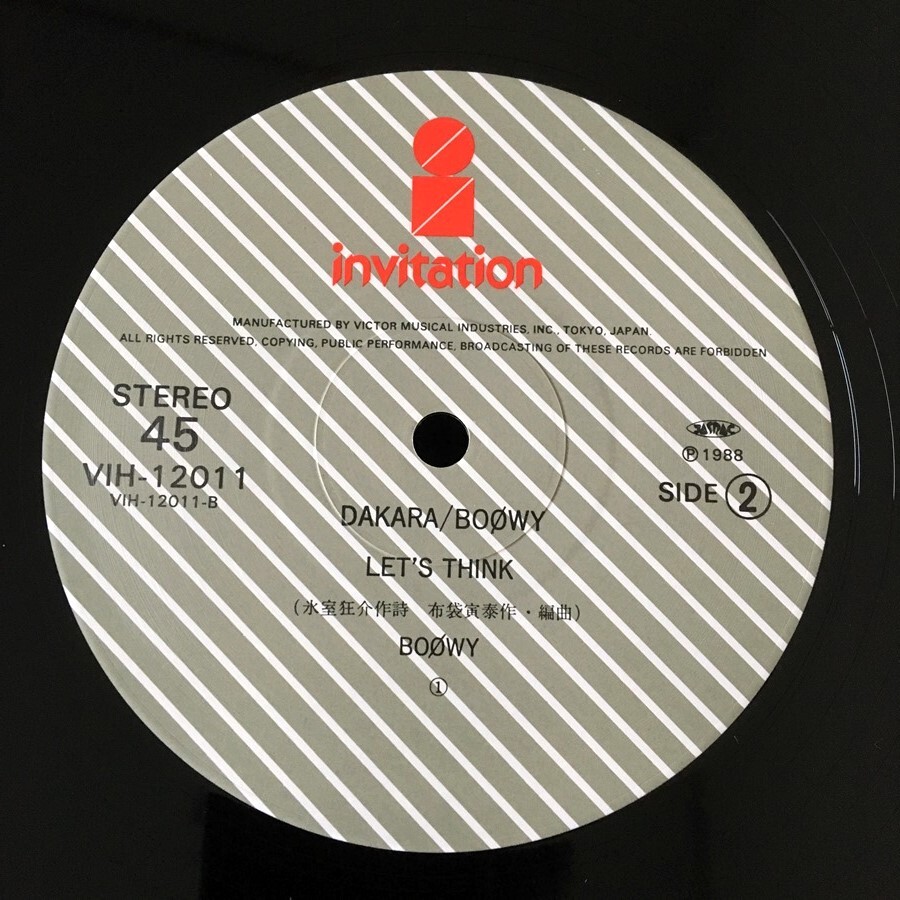 invitation
MANUFACTURED BY VICTOR MUSICAL INDUSTRIES, INC., TOKYO, JAPAN.
ALL RIGHTS RESERVED, COPYING, PUBLIC PERFORMANCE, BROADCASTING OF THESE RECORDS ARE FORBIDDEN
STEREO
45
VIH-12011
VIH-12011-B
JASRAC
Ⓟ1988
SIDE ②
DAKARA/BOØWY
LET'S THINK
(氷室狂介作詩　布袋寅泰作・編曲)
BOØWY
①